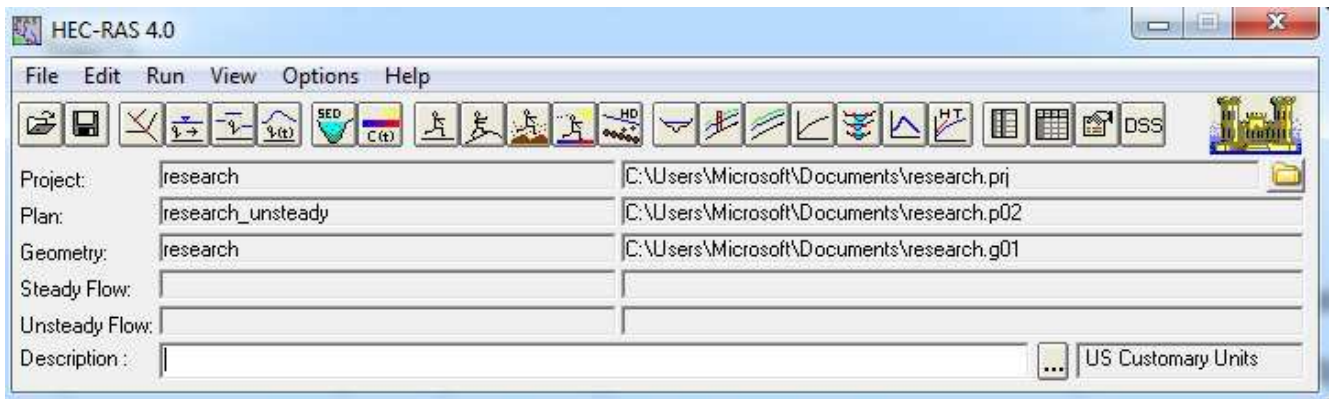 HEC-RAS 4.0
File Edit Run View Options Help
SED C(t) HD HT DSS
Project: research C:\Users\Microsoft\Documents\research.prj
Plan: research_unsteady C:\Users\Microsoft\Documents\research.p02
Geometry: research C:\Users\Microsoft\Documents\research.g01
Steady Flow:
Unsteady Flow:
Description : ... US Customary Units